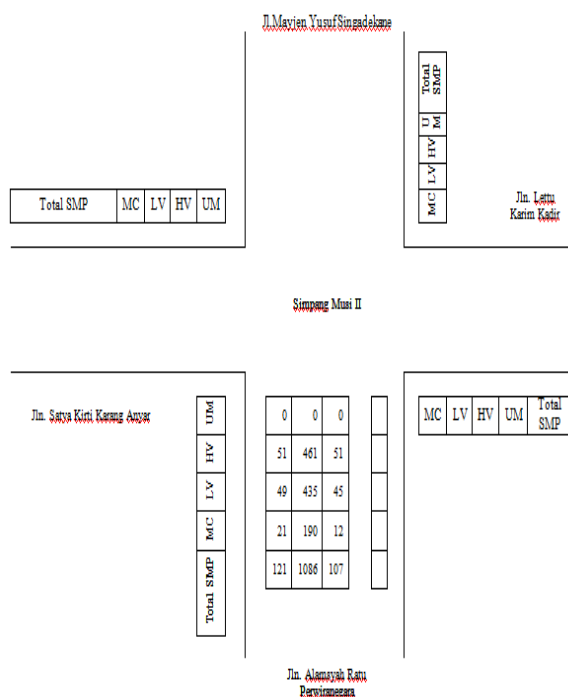 Jl.Mayjen Yusuf Singadekane
Total SMP
U M
HV
LV
MC
Total SMP MC LV HV UM
Jln. Lettu
Karim Kadir
Simpang Musi II
Jln. Satya Kirti Karang Anyar
UM
HV
LV
MC
Total SMP
0 0 0
51 461 51
49 435 45
21 190 12
121 1086 107
MC LV HV UM Total
SMP
Jln. Alamsyah Ratu
Perwiranegara